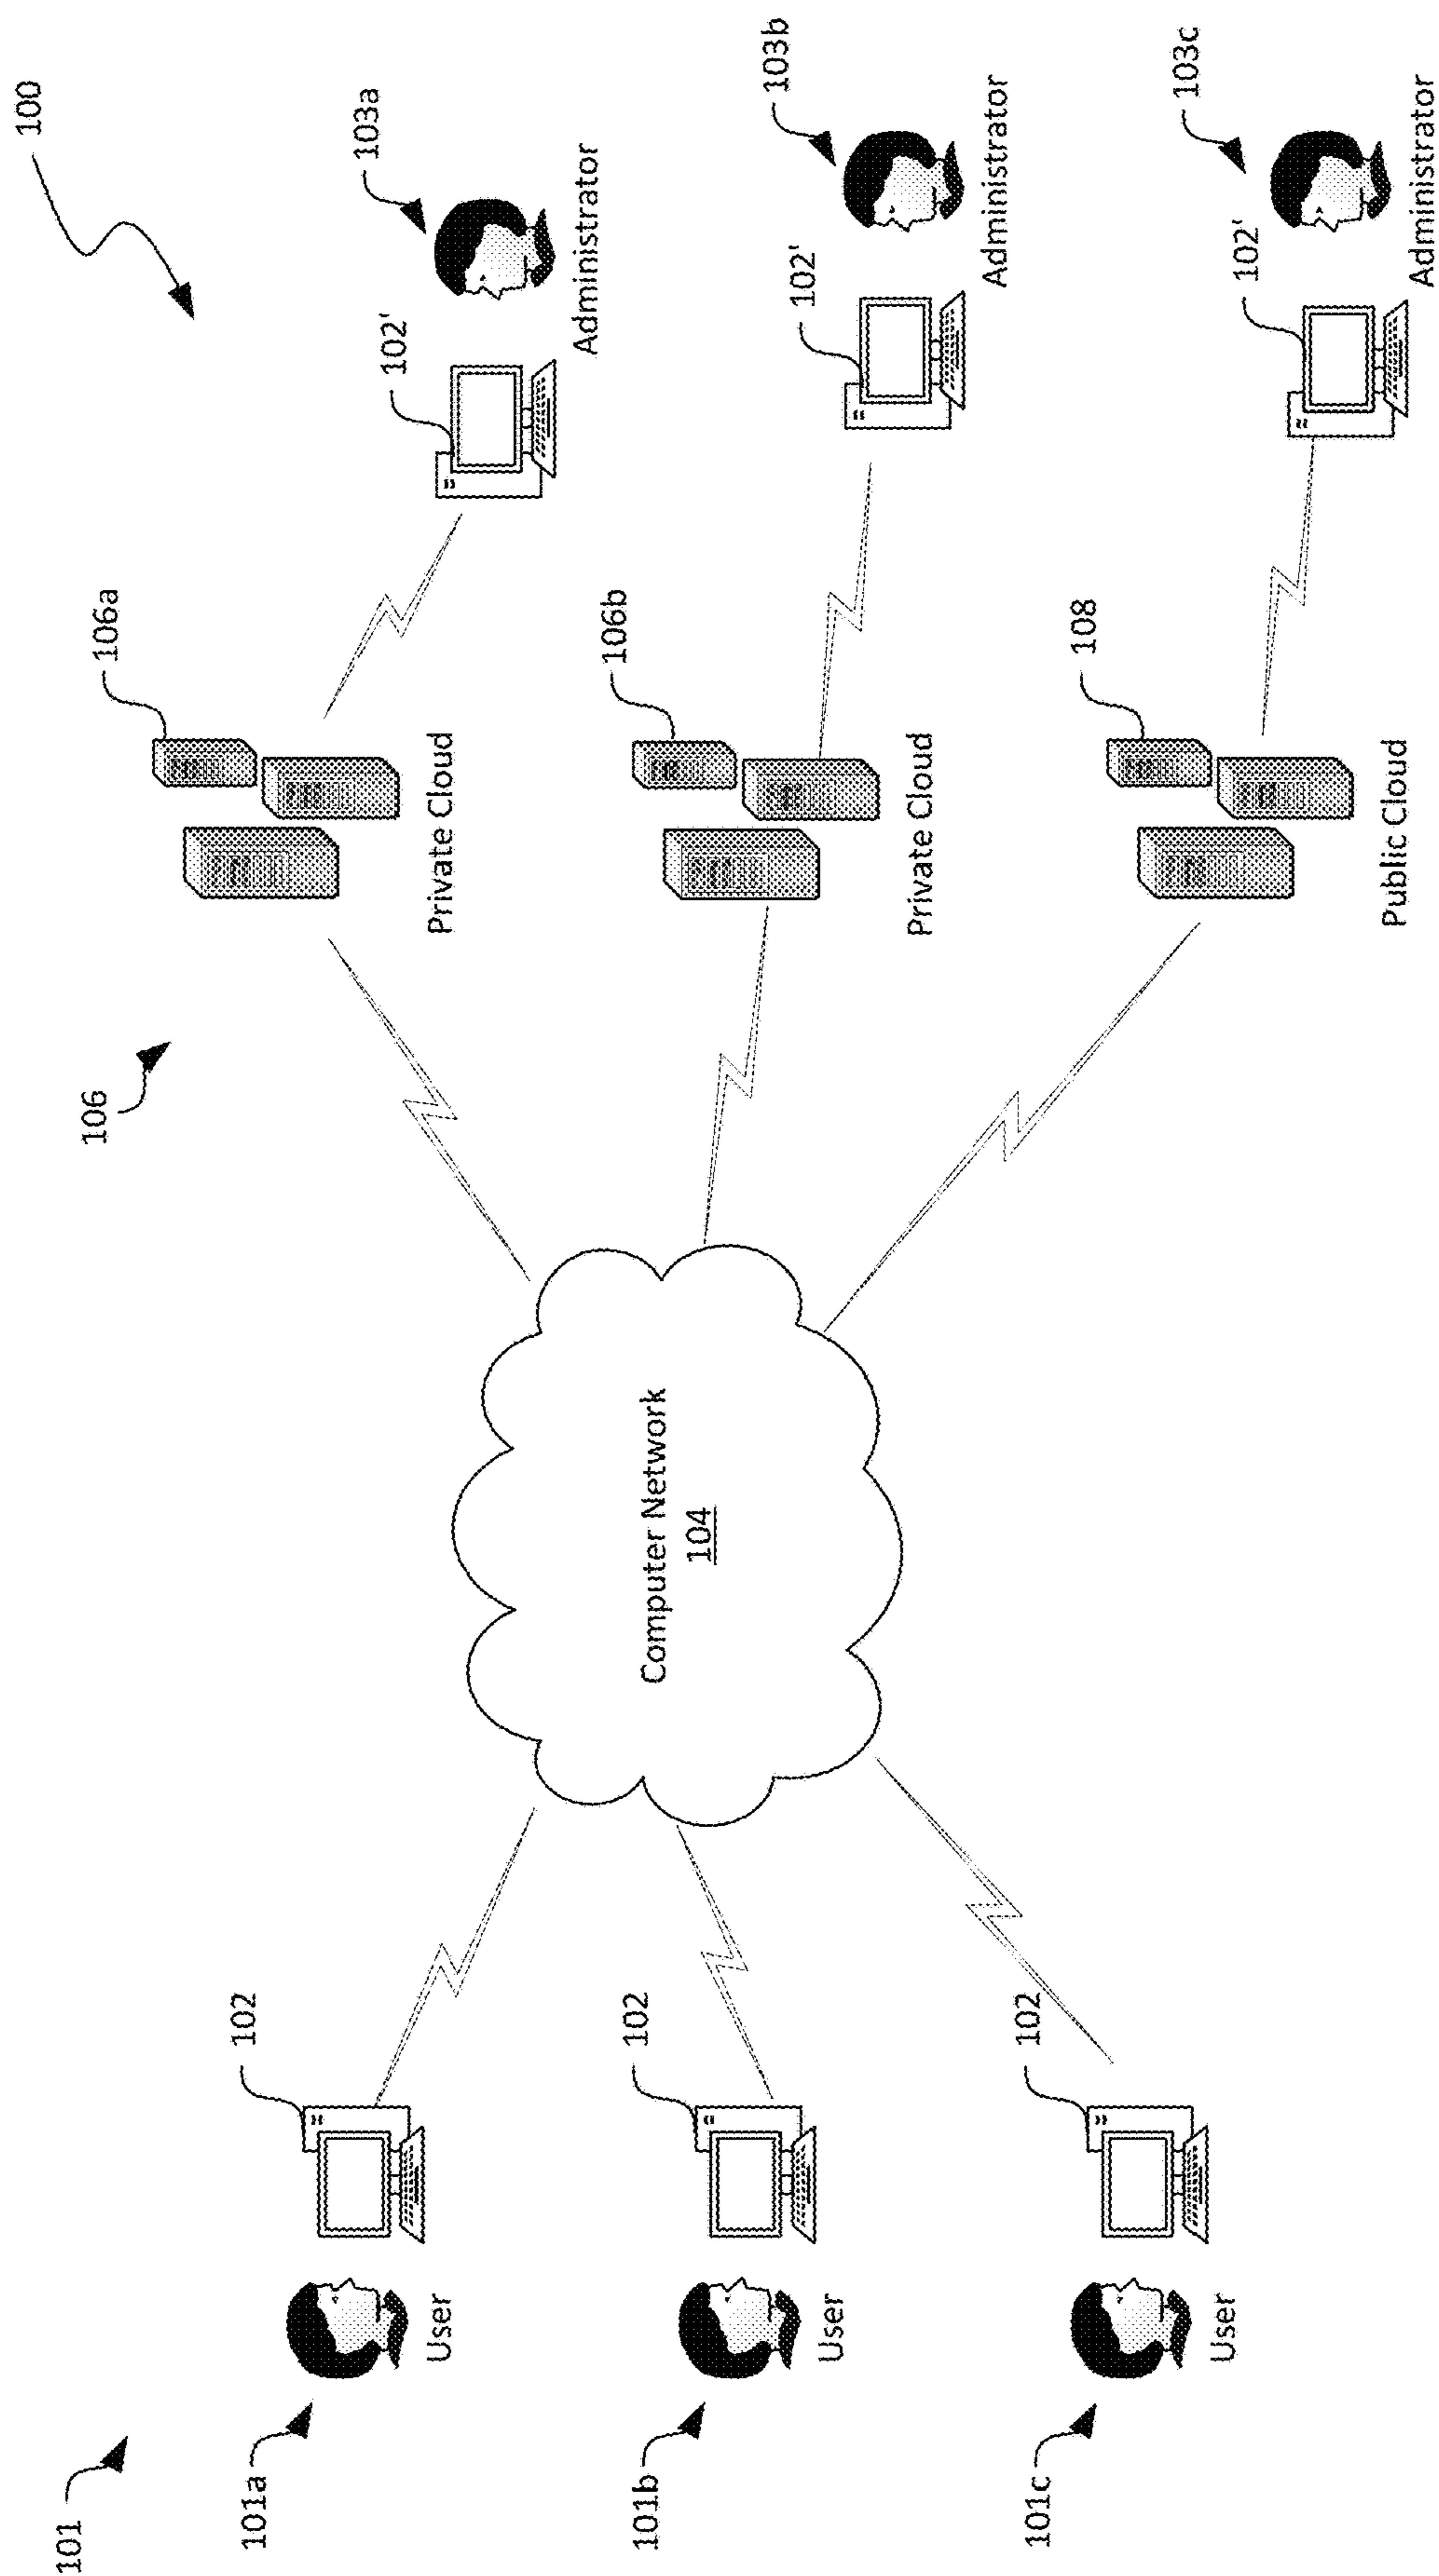 100
101
106
101a
102
106a
102'
103a
User
Private Cloud
Administrator
101b
102
Computer Network
104
106b
102'
103b
User
Private Cloud
Administrator
101c
102
108
102'
103c
User
Public Cloud
Administrator